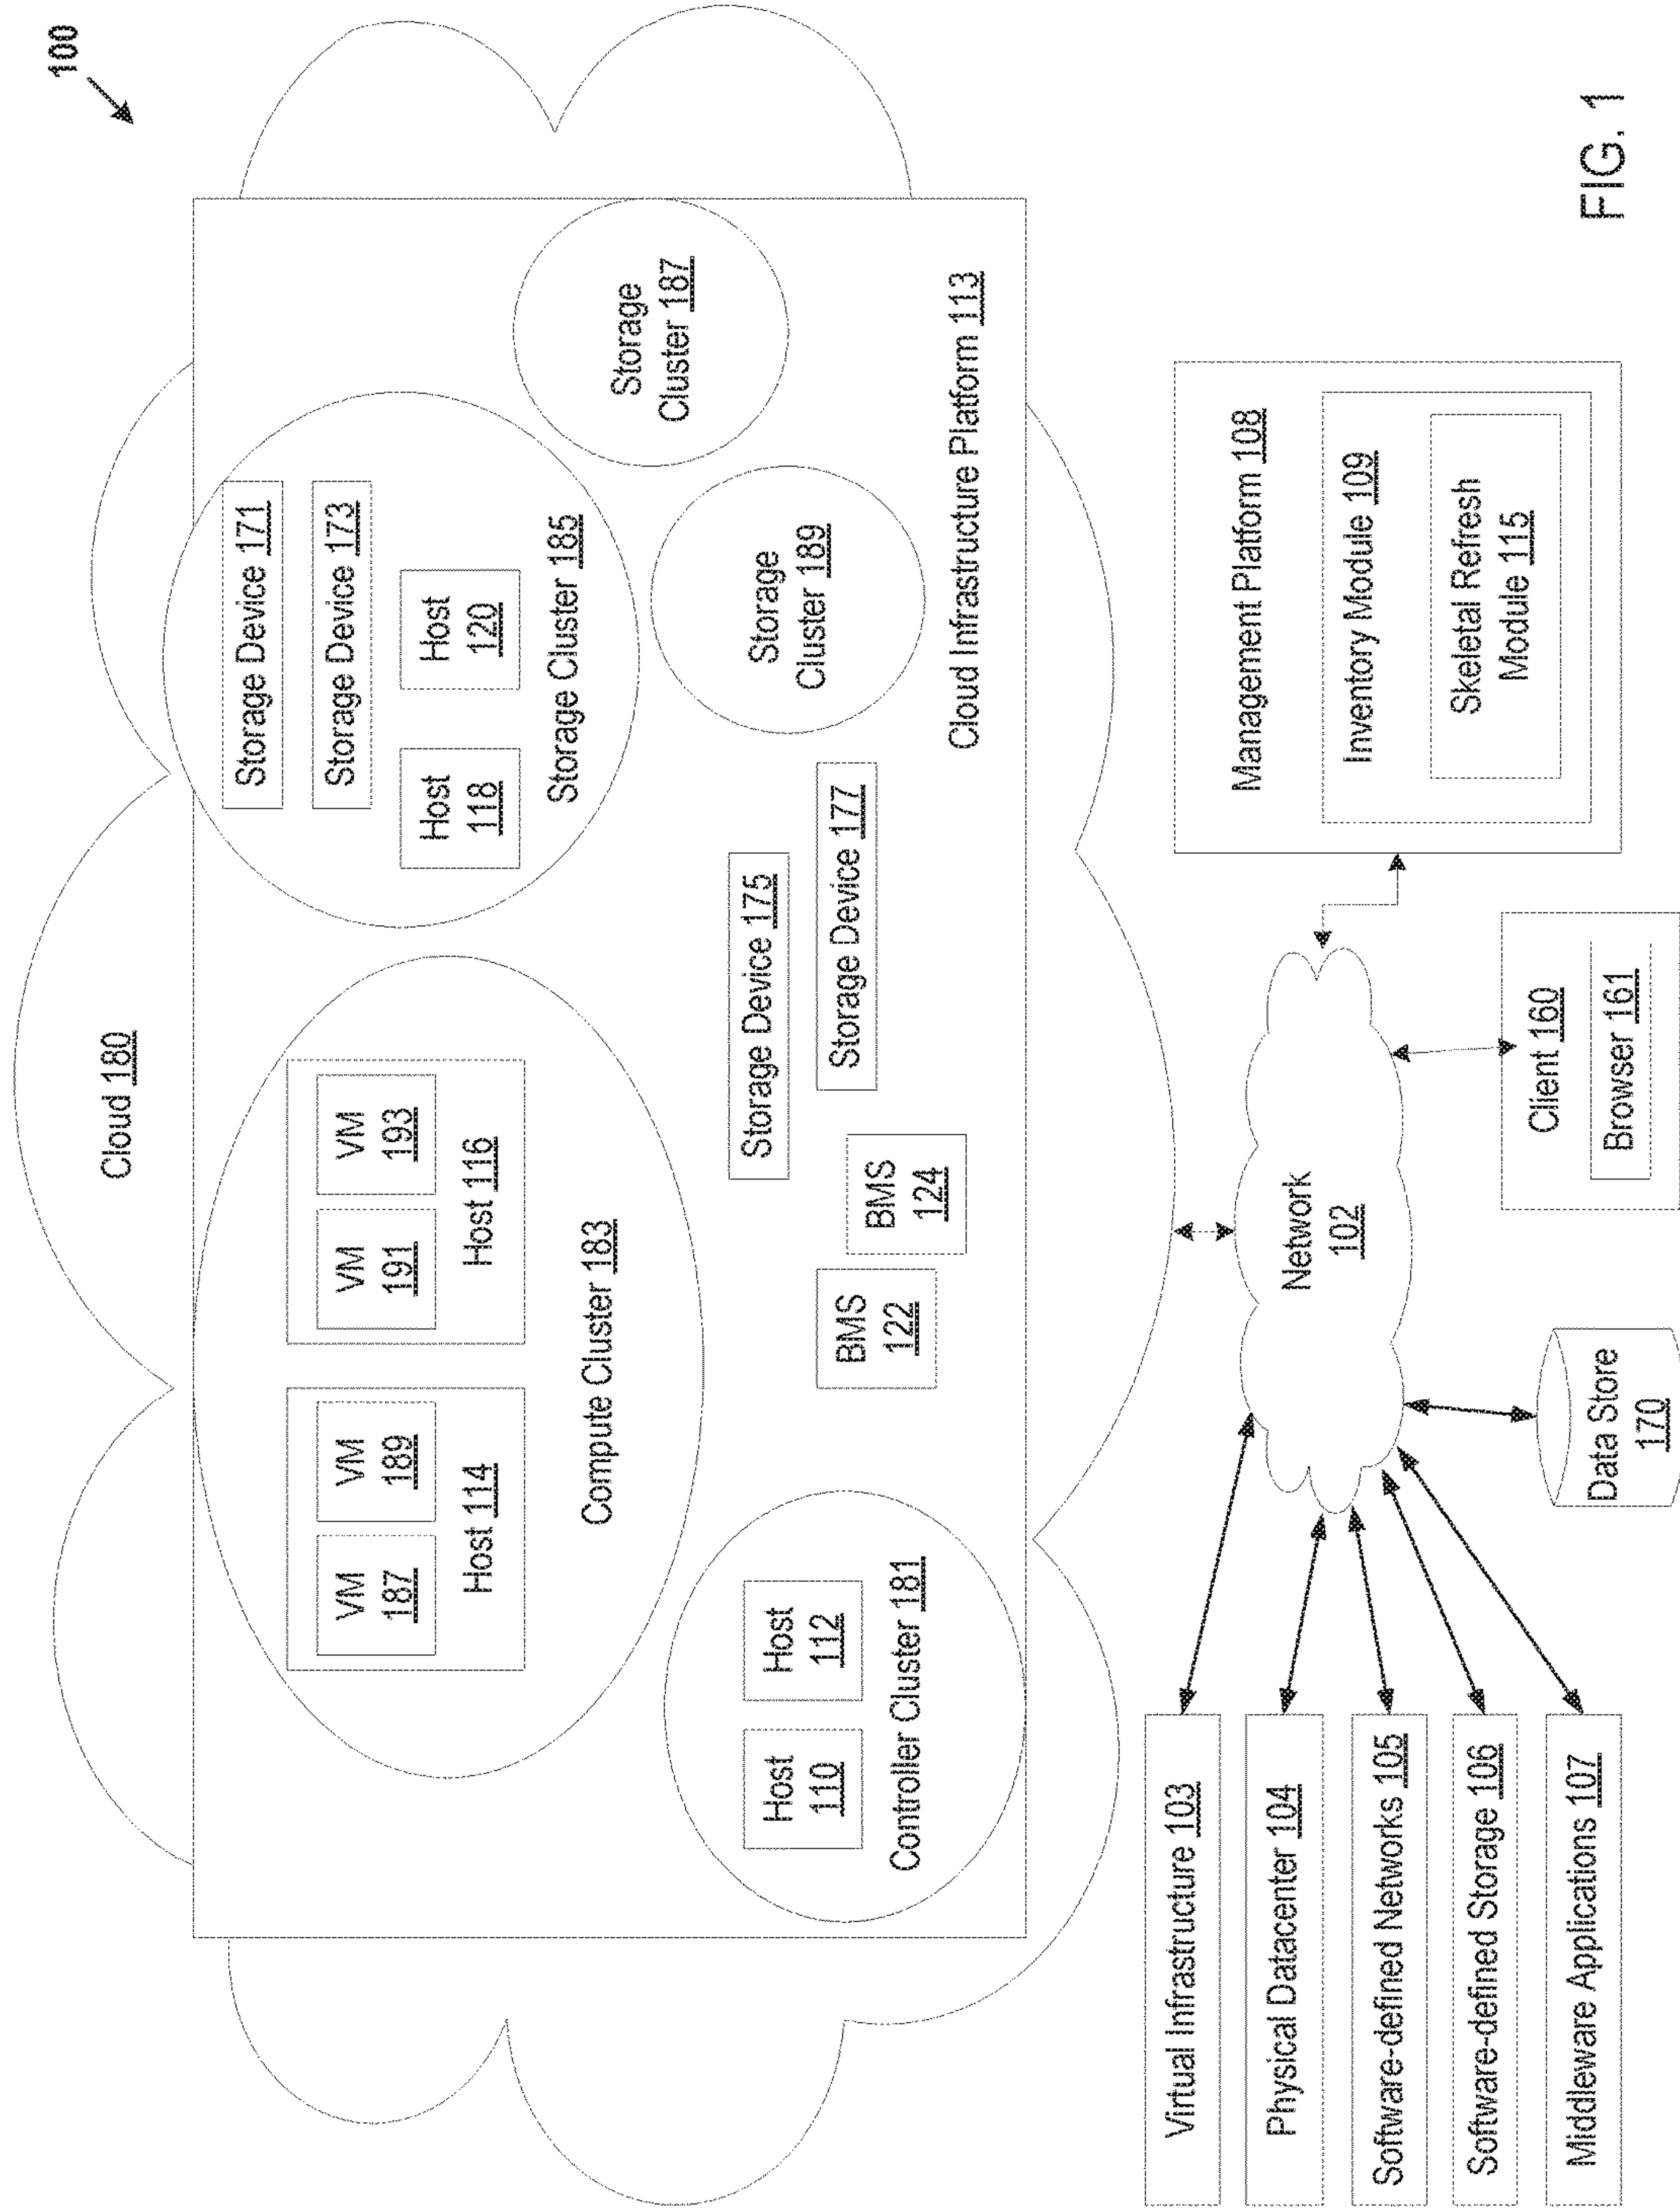 100
Cloud 180
VM
187
VM
189
Host 114
VM
191
VM
193
Host 116
Compute Cluster 183
Storage Device 171
Storage Device 173
Host
118
Host
120
Storage Cluster 185
Storage
Cluster 187
Storage
Cluster 189
Host
110
Host
112
Controller Cluster 181
BMS
122
BMS
124
Storage Device 175
Storage Device 177
Cloud Infrastructure Platform 113
Virtual Infrastructure 103
Physical Datacenter 104
Software-defined Networks 105
Software-defined Storage 106
Middleware Applications 107
Network
102
Data Store
170
Client 160
Browser 161
Management Platform 108
Inventory Module 109
Skeletal Refresh
Module 115
FIG. 1